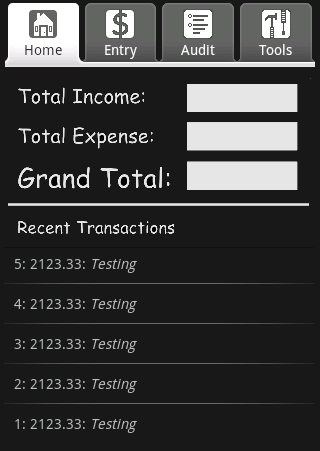 Home Entry Audit Tools
Total Income:
Total Expense:
Grand Total:
Recent Transactions
5: 2123.33: Testing
4: 2123.33: Testing
3: 2123.33: Testing
2: 2123.33: Testing
1: 2123.33: Testing